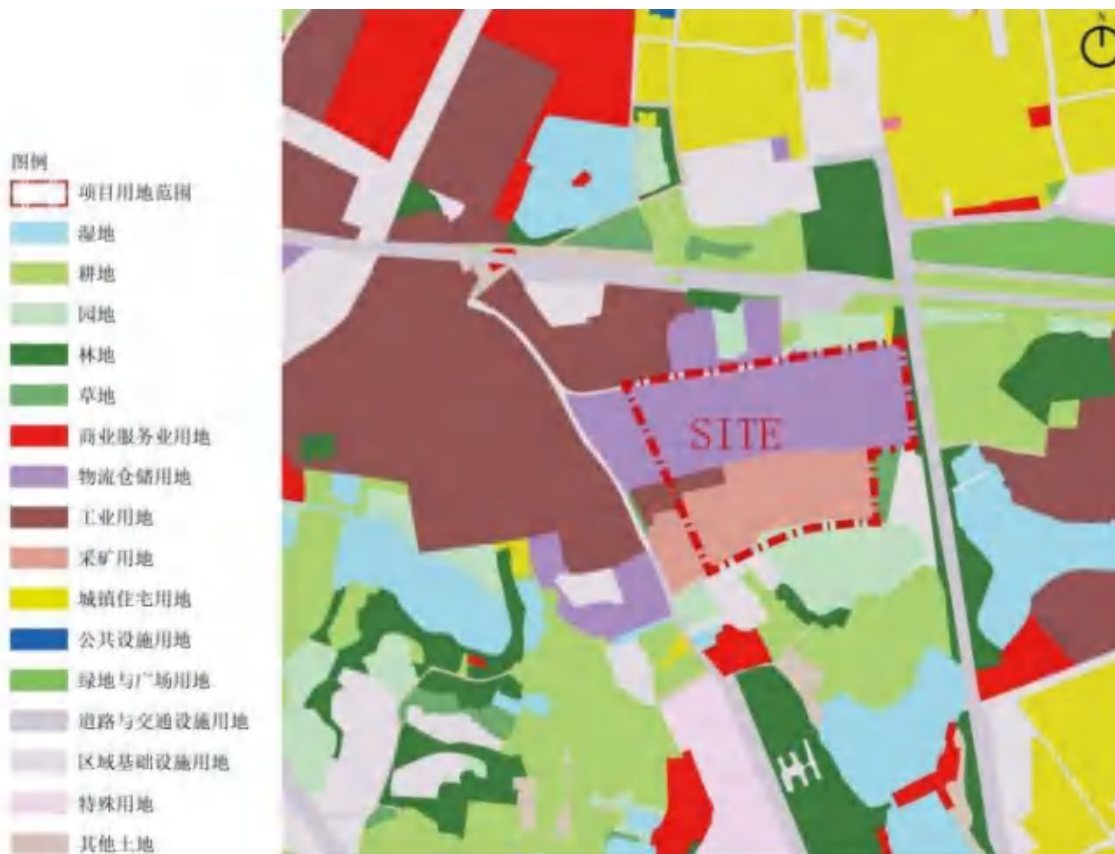 图例
项目用地范围
湿地
耕地
园地
林地
草地
商业服务业用地
物流仓储用地
工业用地
采矿用地
城镇住宅用地
公共设施用地
绿地与广场用地
道路与交通设施用地
区域基础设施用地
特殊用地
其他土地
N
SITE